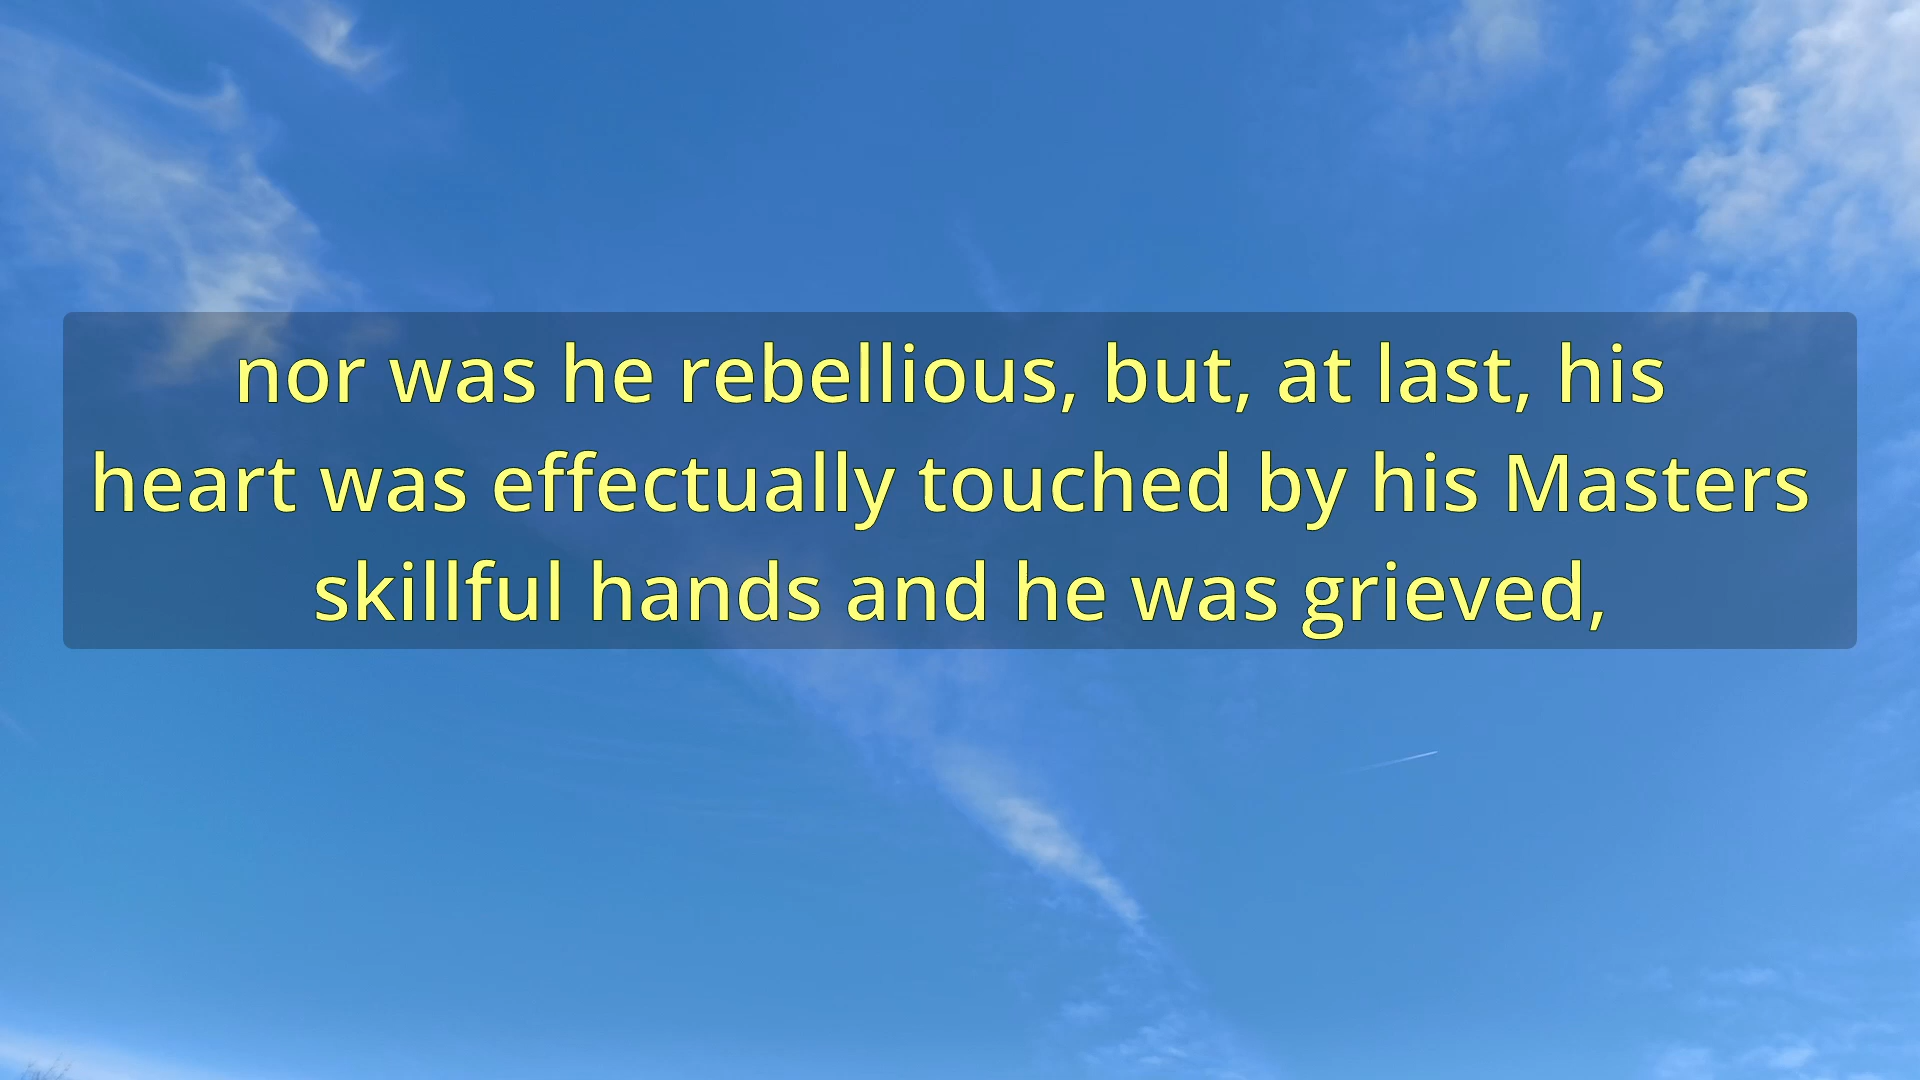 nor was he rebellious, but, at last, his
heart was effectually touched by his Masters
skillful hands and he was grieved,